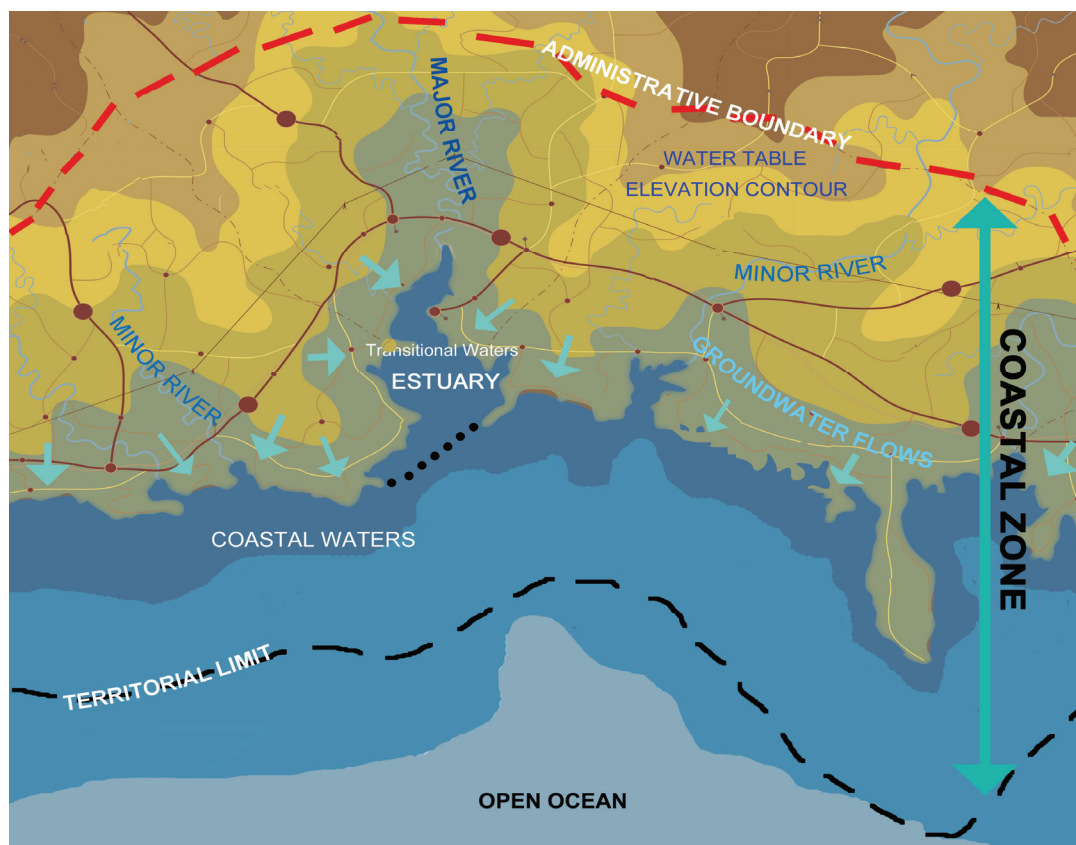 ADMINISTRATIVE BOUNDARY
MAJOR RIVER
WATER TABLE
ELEVATION CONTOUR
MINOR RIVER
MINOR RIVER
Transitional Waters
ESTUARY
GROUNDWATER FLOWS
COASTAL ZONE
COASTAL WATERS
TERRITORIAL LIMIT
OPEN OCEAN